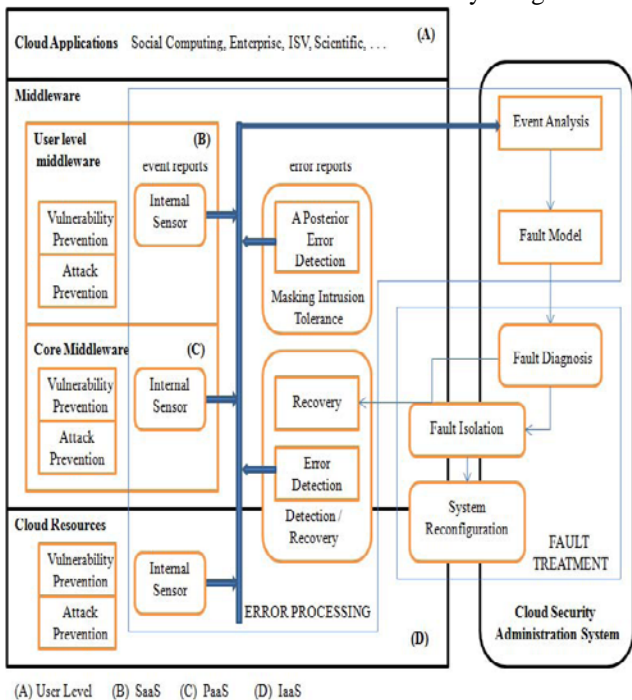 Cloud Applications Social Computing, Enterprise, ISV, Scientific, . . . (A)
Middleware
User level
middleware
(B)
event reports
error reports
Internal
Sensor
Vulnerability
Prevention
Attack
Prevention
A Posterior
Error
Detection
Masking Intrusion
Tolerance
Core Middleware (C)
Vulnerability
Prevention
Attack
Prevention
Internal
Sensor
Recovery
Error
Detection
Detection /
Recovery
Cloud Resources
Vulnerability
Prevention
Attack
Prevention
Internal
Sensor
ERROR PROCESSING
(D)
Event Analysis
Fault Model
Fault Diagnosis
Fault Isolation
System
Reconfiguration
FAULT
TREATMENT
Cloud Security
Administration System
(A) User Level (B) SaaS (C) PaaS (D) IaaS